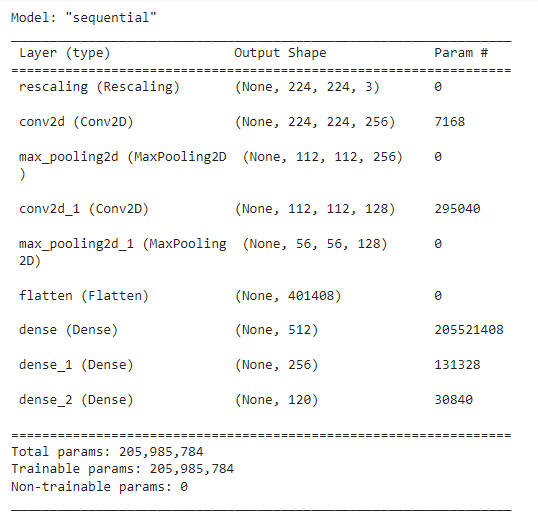 Model: "sequential"
_________________________________________________________________
Layer (type) Output Shape Param #
=================================================================
rescaling (Rescaling) (None, 224, 224, 3) 0
conv2d (Conv2D) (None, 224, 224, 256) 7168
max_pooling2d (MaxPooling2D (None, 112, 112, 256) 0
)
conv2d_1 (Conv2D) (None, 112, 112, 128) 295040
max_pooling2d_1 (MaxPooling (None, 56, 56, 128) 0
2D)
flatten (Flatten) (None, 401408) 0
dense (Dense) (None, 512) 205521408
dense_1 (Dense) (None, 256) 131328
dense_2 (Dense) (None, 120) 30840
=================================================================
Total params: 205,985,784
Trainable params: 205,985,784
Non-trainable params: 0
_________________________________________________________________